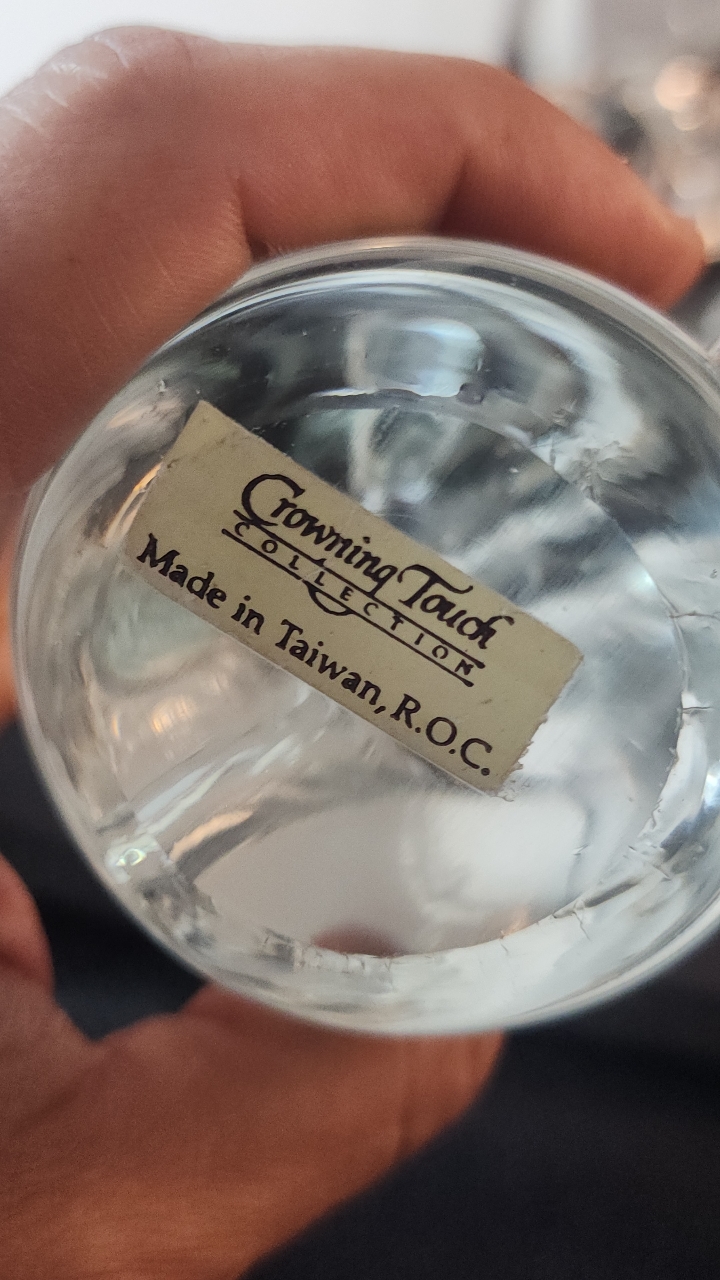 Crowning Touch
COLLECTION
Made in Taiwan, R.O.C.